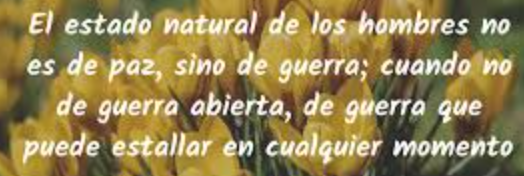 El estado natural de los hombres no
es de paz, sino de guerra; cuando no
de guerra abierta, de guerra que
puede estallar en cualquier momento